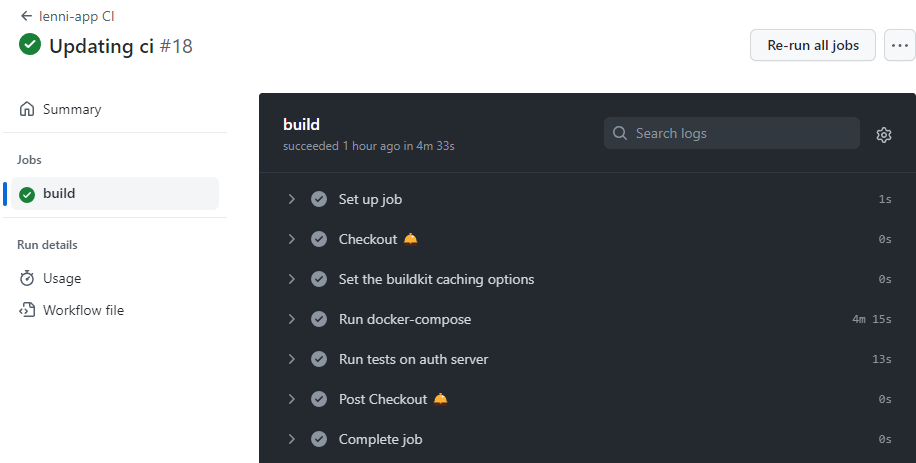 ← lenni-app CI
Updating ci #18
Re-run all jobs
Summary
Jobs
build
Run details
Usage
Workflow file
build
succeeded 1 hour ago in 4m 33s
Search logs
Set up job 1s
Checkout 🛎️ 0s
Set the buildkit caching options 0s
Run docker-compose 4m 15s
Run tests on auth server 13s
Post Checkout 🛎️ 0s
Complete job 0s